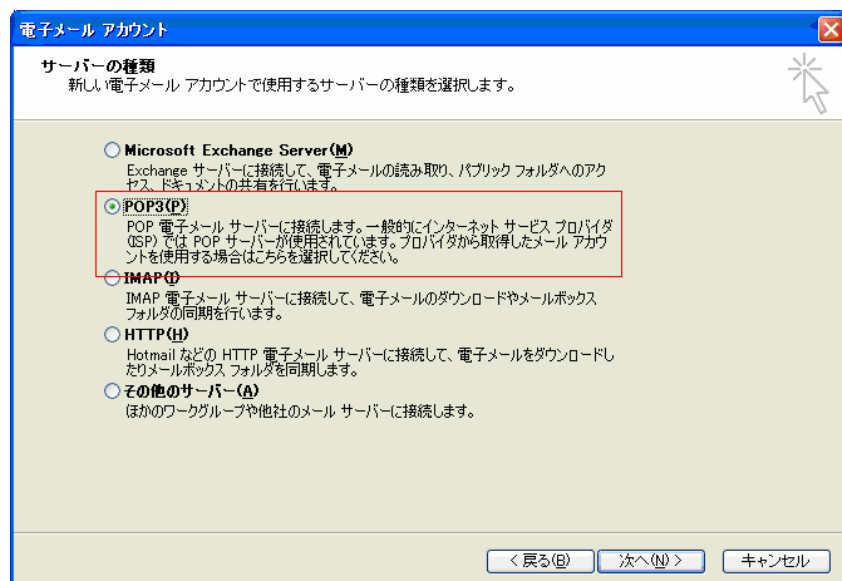 電子メール アカウント
サーバーの種類
新しい電子メール アカウントで使用するサーバーの種類を選択します。
Microsoft Exchange Server(M)
Exchange サーバーに接続して、電子メールの読み取り、パブリック フォルダへのアク
セス、ドキュメントの共有を行います。
POP3(P)
POP 電子メール サーバーに接続します。一般的にインターネット サービス プロバイダ
(ISP) では POP サーバーが使用されています。プロバイダから取得したメール アカウ
ントを使用する場合はこちらを選択してください。
IMAP(I)
IMAP 電子メール サーバーに接続して、電子メールのダウンロードやメールボックス
フォルダの同期を行います。
HTTP(H)
Hotmail などの HTTP 電子メール サーバーに接続して、電子メールをダウンロードし
たりメールボックス フォルダを同期します。
その他のサーバー(A)
ほかのワークグループや他社のメール サーバーに接続します。
< 戻る(B) 次へ(N) > キャンセル